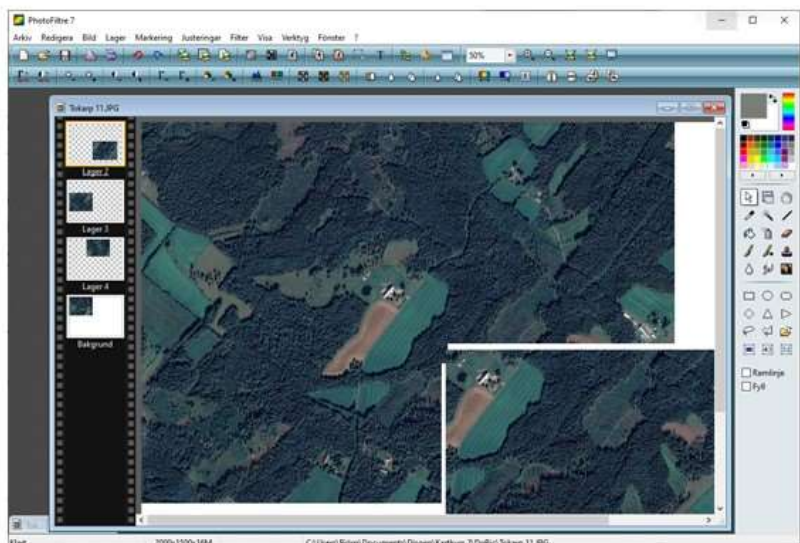 PhotoFiltre 7
Arkiv Redigera Bild Lager Markering Justeringar Filter Visa Verktyg Fönster ?
50%
Tokarp 11.JPG
Lager 2
Lager 3
Lager 4
Bakgrund
Ramlinje
Fyll